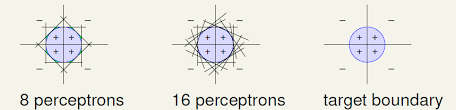 8 perceptrons
16 perceptrons
target boundary